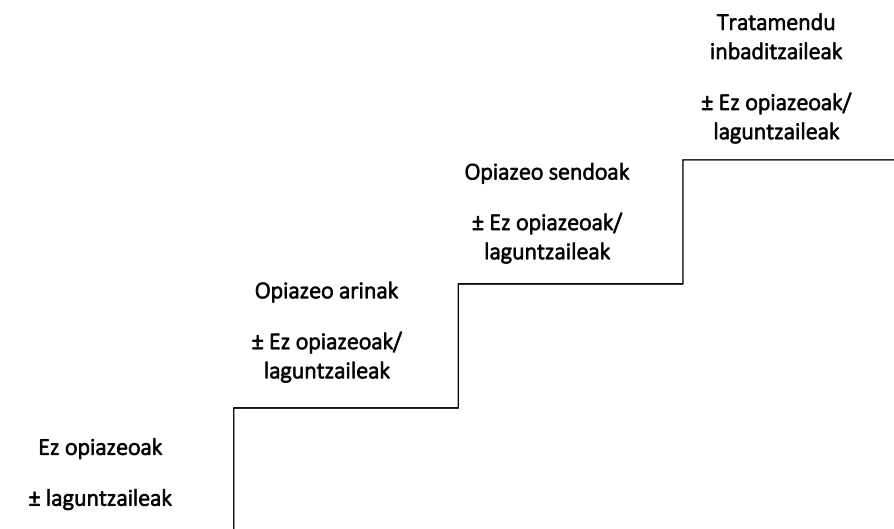 Tratamendu
inbaditzaileak
± Ez opiazeoak/
laguntzaileak
Opiazeo sendoak
± Ez opiazeoak/
laguntzaileak
Opiazeo arinak
± Ez opiazeoak/
laguntzaileak
Ez opiazeoak
± laguntzaileak